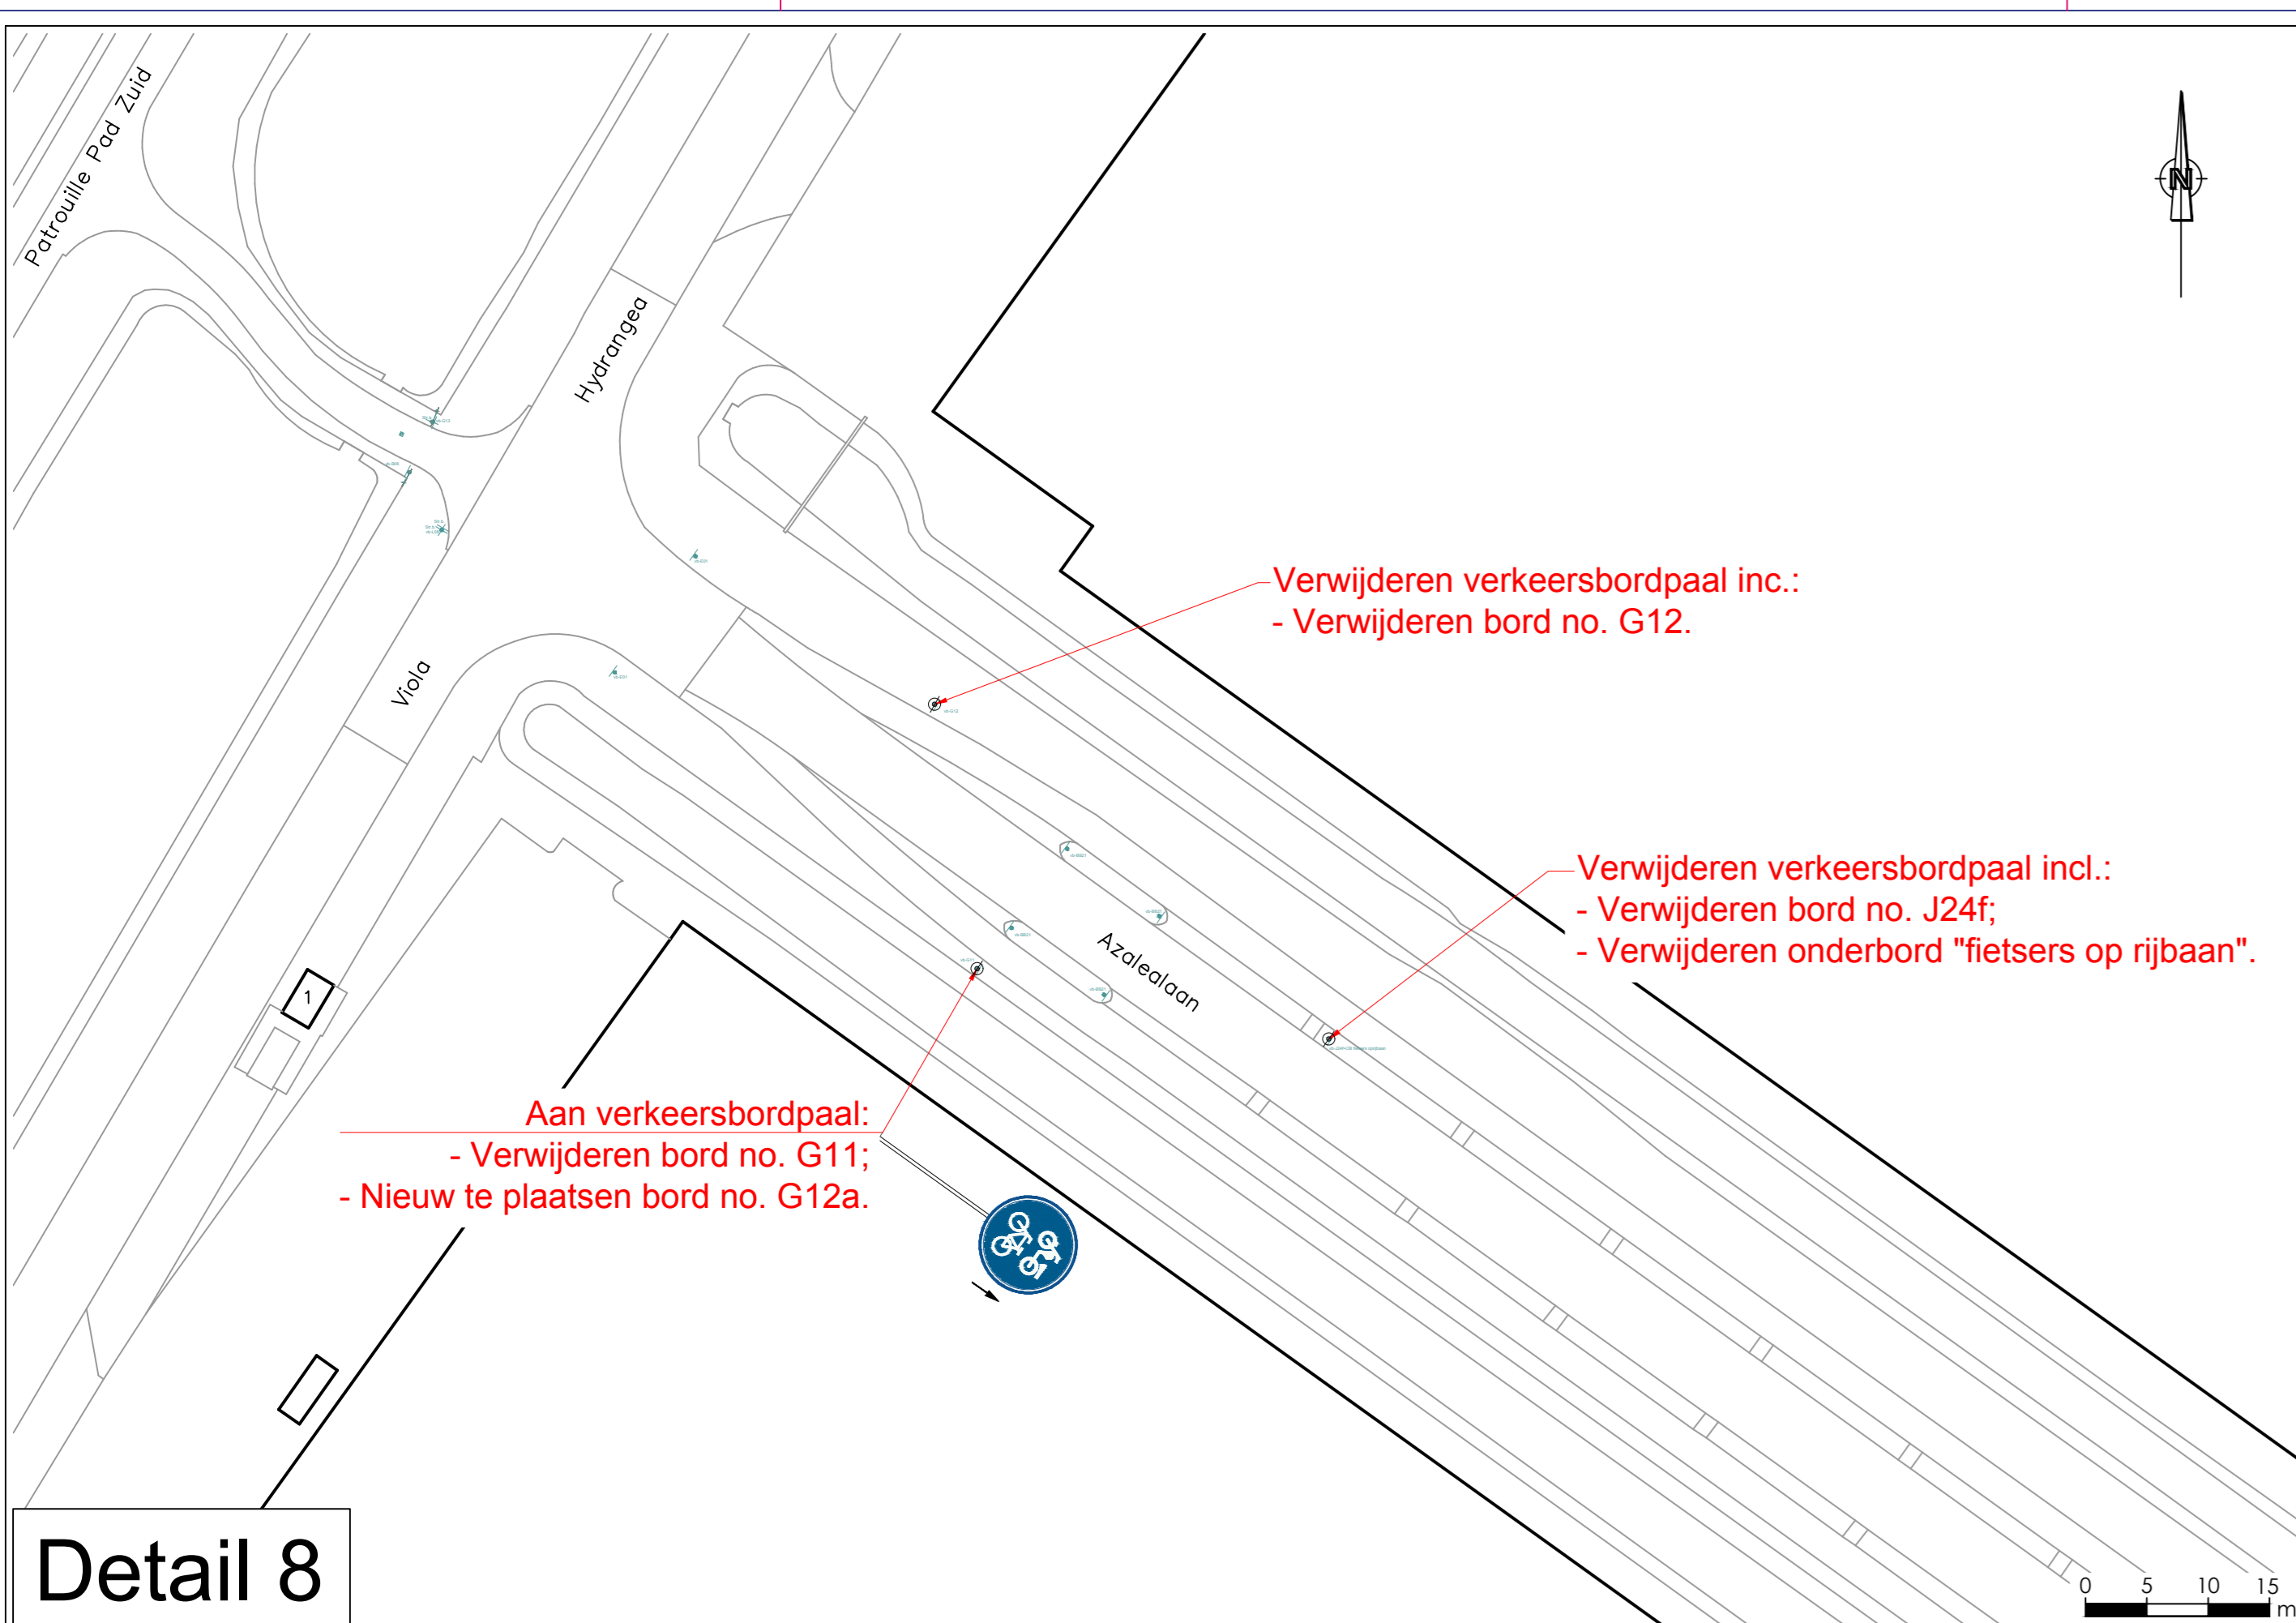 Patrouille Pad Zuid
N
Hydrangea
Verwijderen verkeersbordpaal inc.:
- Verwijderen bord no. G12.
Viola
Verwijderen verkeersbordpaal incl.:
- Verwijderen bord no. J24f;
- Verwijderen onderbord "fietsers op rijbaan".
Azalealaan
1
Aan verkeersbordpaal:
- Verwijderen bord no. G11;
- Nieuw te plaatsen bord no. G12a.
Detail 8
0 5 10 15
m